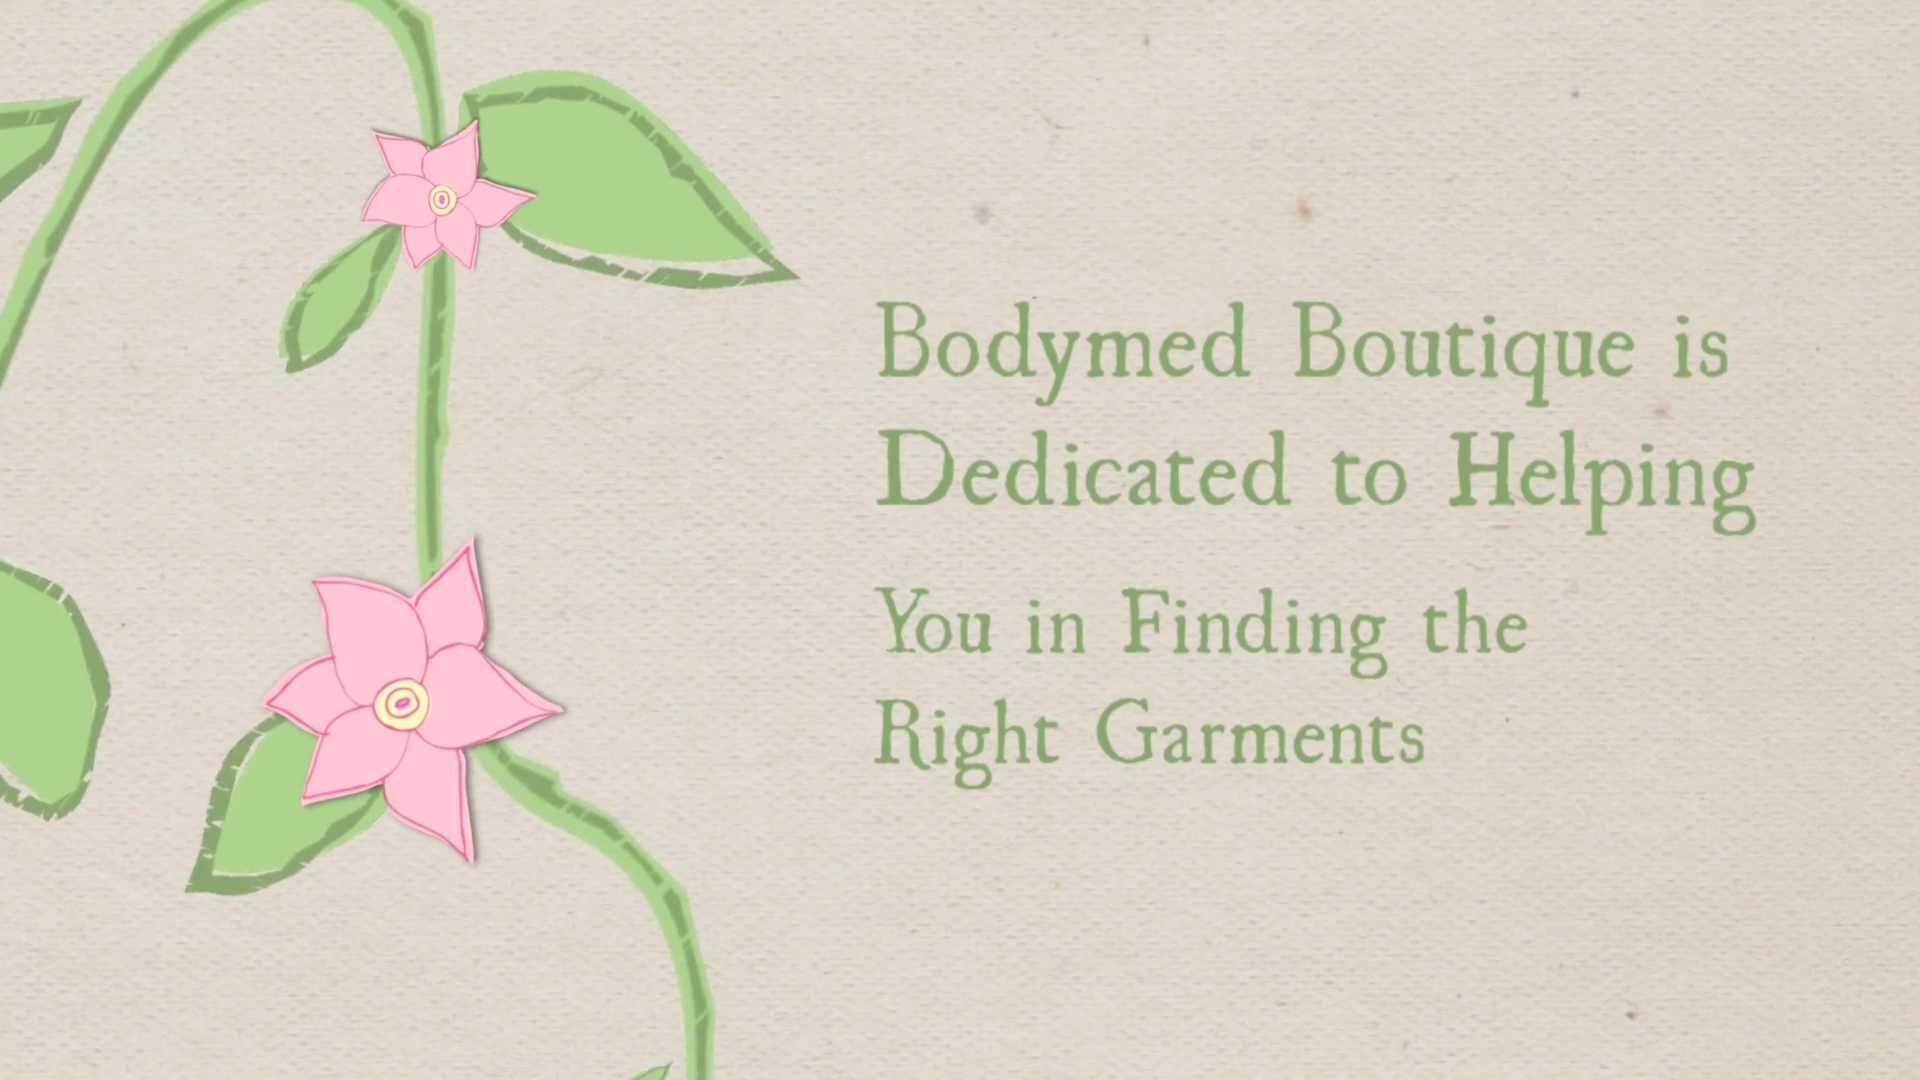 Bodymed Boutique is
Dedicated to Helping
You in Finding the
Right Garments